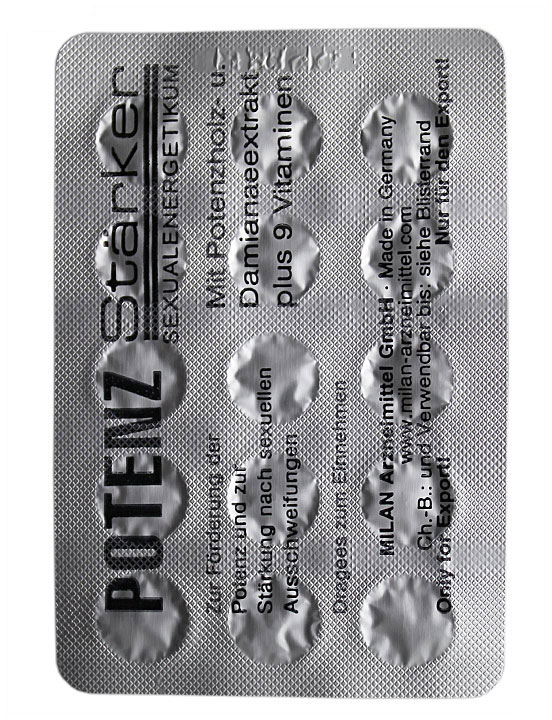 POTENZ Stärker
SEXUALENERGETIKUM
Zur Förderung der
Potenz und zur
Stärkung nach sexuellen
Ausschweifungen
Dragees zum Einnehmen
Mit Potenzholz- u.
Damianaeextrakt
plus 9 Vitaminen
MILAN Arzneimittel GmbH · Made in Germany
www.milan-arzneimittel.com
Ch.-B.: und Verwendbar bis: siehe Blisterrand
Only for Export! Nur für den Export!